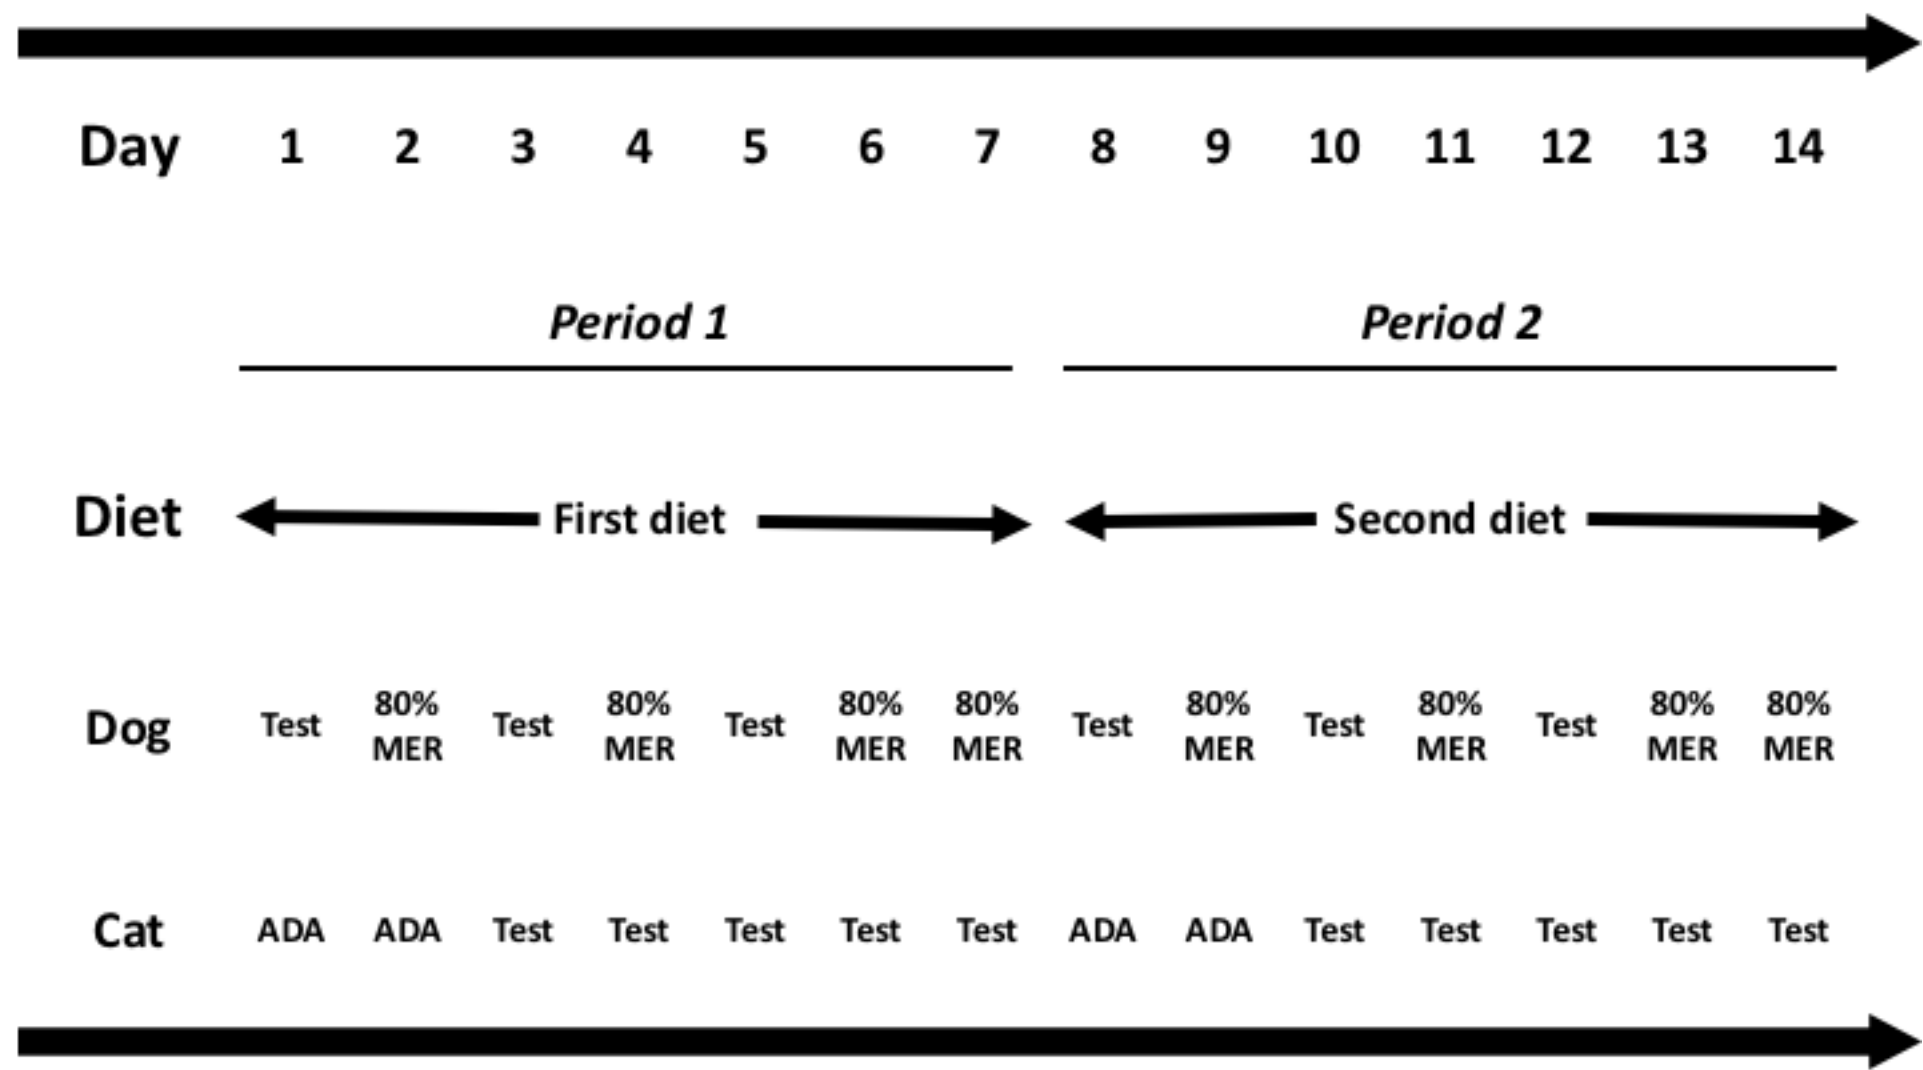 Day 1 2 3 4 5 6 7 8 9 10 11 12 13 14
Period 1 Period 2
Diet First diet Second diet
80% 80% 80% 80% 80% 80% 80% 80%
Dog Test Test Test Test Test Test
MER MER MER MER MER MER MER MER
Cat ADA ADA Test Test Test Test Test ADA ADA Test Test Test Test Test